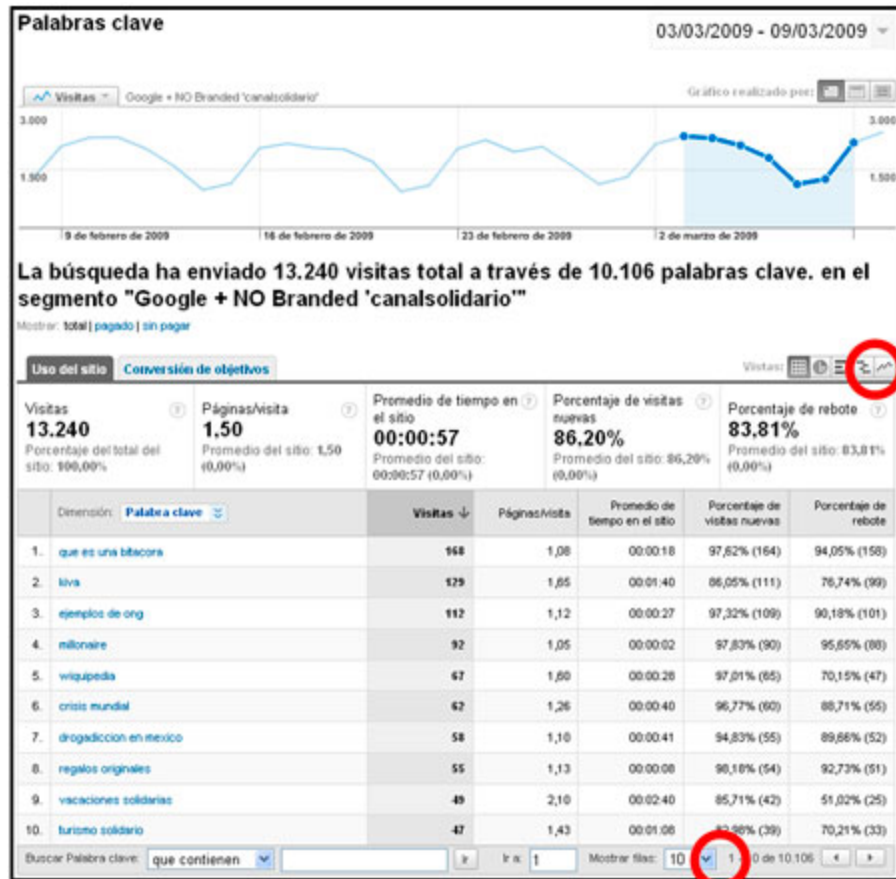 Palabras clave
03/03/2009 - 09/03/2009
Visitas
Google + NO Branded 'canalsolidario'
Gráfico realizado por:
3.000
3.000
1.500
1.500
9 de febrero de 2009
16 de febrero de 2009
23 de febrero de 2009
2 de marzo de 2009
La búsqueda ha enviado 13.240 visitas total a través de 10.106 palabras clave. en el
segmento "Google + NO Branded 'canalsolidario'"
Mostrar: total | pagado | sin pagar
Uso del sitio
Conversión de objetivos
Vistas:
Visitas
13.240
Porcentaje del total del
sitio: 100,00%
Páginas/visita
1,50
Promedio del sitio: 1,50
(0,00%)
Promedio de tiempo en
el sitio
00:00:57
Promedio del sitio:
00:00:57 (0,00%)
Porcentaje de visitas
nuevas
86,20%
Promedio del sitio: 86,20%
(0,00%)
Porcentaje de rebote
83,81%
Promedio del sitio: 83,81%
(0,00%)
Dimensión: Palabra clave Visitas Páginas/visita Promedio de tiempo en el sitio Porcentaje de visitas nuevas Porcentaje de rebote
1. que es una bitacora 168 1,08 00:00:18 97,62% (164) 94,05% (158)
2. kiva 129 1,65 00:01:40 86,05% (111) 76,74% (99)
3. ejemplos de ong 112 1,12 00:00:27 97,32% (109) 90,18% (101)
4. millonaire 92 1,05 00:00:02 97,83% (90) 95,65% (88)
5. wiquipedia 67 1,60 00:00:28 97,01% (65) 70,15% (47)
6. crisis mundial 62 1,26 00:00:40 96,77% (60) 88,71% (55)
7. drogadiccion en mexico 58 1,10 00:00:41 94,83% (55) 89,66% (52)
8. regalos originales 55 1,13 00:00:08 98,18% (54) 92,73% (51)
9. vacaciones solidarias 49 2,10 00:02:40 85,71% (42) 51,02% (25)
10. turismo solidario 47 1,43 00:01:08 82,98% (39) 70,21% (33)
Buscar Palabra clave: que contienen Ir Ir a: 1 Mostrar filas: 10 1 - 10 de 10.106